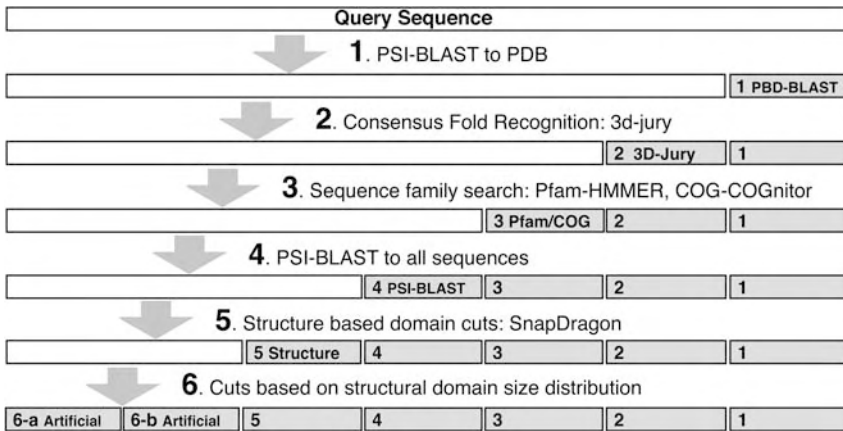 Query Sequence
1. PSI-BLAST to PDB
1 PBD-BLAST
2. Consensus Fold Recognition: 3d-jury
2 3D-Jury 1
3. Sequence family search: Pfam-HMMER, COG-COGnitor
3 Pfam/COG 2 1
4. PSI-BLAST to all sequences
4 PSI-BLAST 3 2 1
5. Structure based domain cuts: SnapDragon
5 Structure 4 3 2 1
6. Cuts based on structural domain size distribution
6-a Artificial 6-b Artificial 5 4 3 2 1